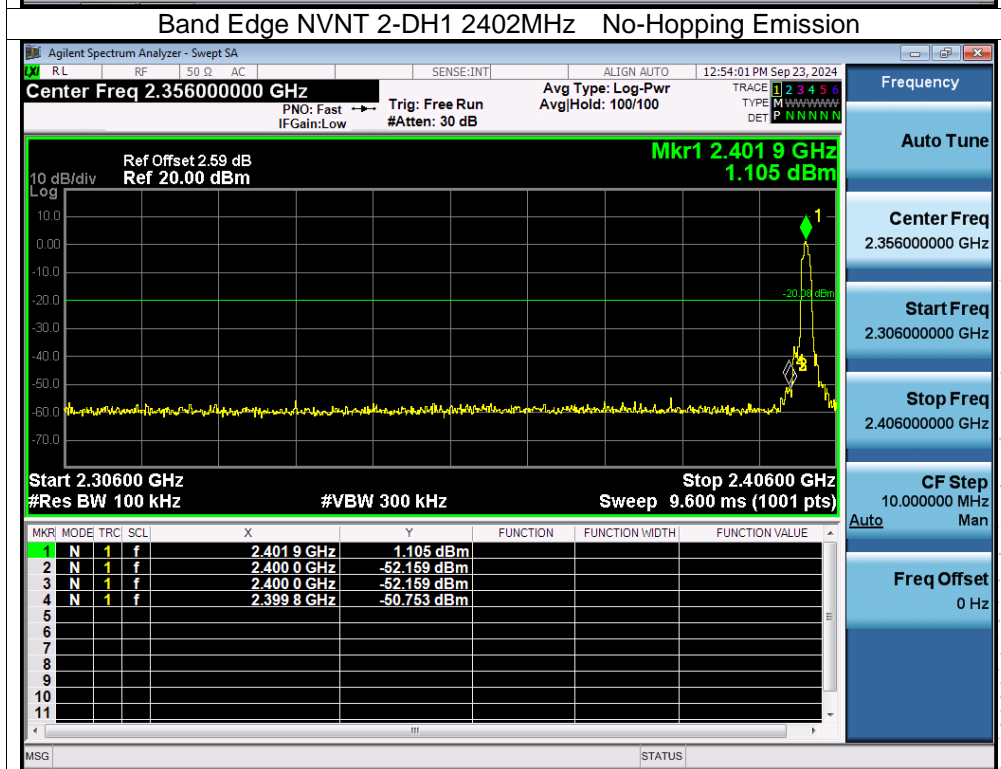 Band Edge NVNT 2-DH1 2402MHz No-Hopping Emission
Agilent Spectrum Analyzer - Swept SA
LXI RL RF 50 Ω AC SENSE:INT ALIGN AUTO 12:54:01 PM Sep 23, 2024
Center Freq 2.356000000 GHz
PNO: Fast
IFGain:Low
Trig: Free Run
#Atten: 30 dB
Avg Type: Log-Pwr
Avg|Hold: 100/100
TRACE 1 2 3 4 5 6
TYPE M WWWWW
DET P N N N N N
Ref Offset 2.59 dB
Ref 20.00 dBm
10 dB/div
Log
Mkr1 2.401 9 GHz
1.105 dBm
10.0
0.00
-10.0
-20.0
-30.0
-40.0
-50.0
-60.0
-70.0
1
-20.08 dBm
Start 2.30600 GHz Stop 2.40600 GHz
#Res BW 100 kHz #VBW 300 kHz Sweep 9.600 ms (1001 pts)
MKR MODE TRC SCL X Y FUNCTION FUNCTION WIDTH FUNCTION VALUE
1 N 1 f 2.401 9 GHz 1.105 dBm
2 N 1 f 2.400 0 GHz -52.159 dBm
3 N 1 f 2.400 0 GHz -52.159 dBm
4 N 1 f 2.399 8 GHz -50.753 dBm
5
6
7
8
9
10
11
MSG STATUS
Frequency
Auto Tune
Center Freq
2.356000000 GHz
Start Freq
2.306000000 GHz
Stop Freq
2.406000000 GHz
CF Step
10.000000 MHz
Auto Man
Freq Offset
0 Hz